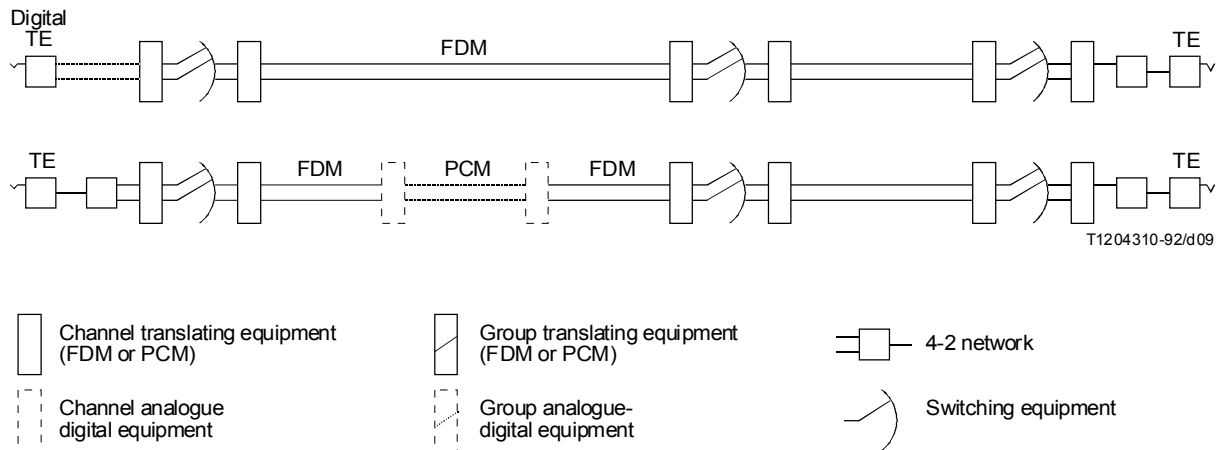 Digital
TE
FDM
TE
TE
FDM
PCM
FDM
TE
T1204310-92/d09
Channel translating equipment
(FDM or PCM)
Group translating equipment
(FDM or PCM)
4-2 network
Channel analogue
digital equipment
Group analogue-
digital equipment
Switching equipment